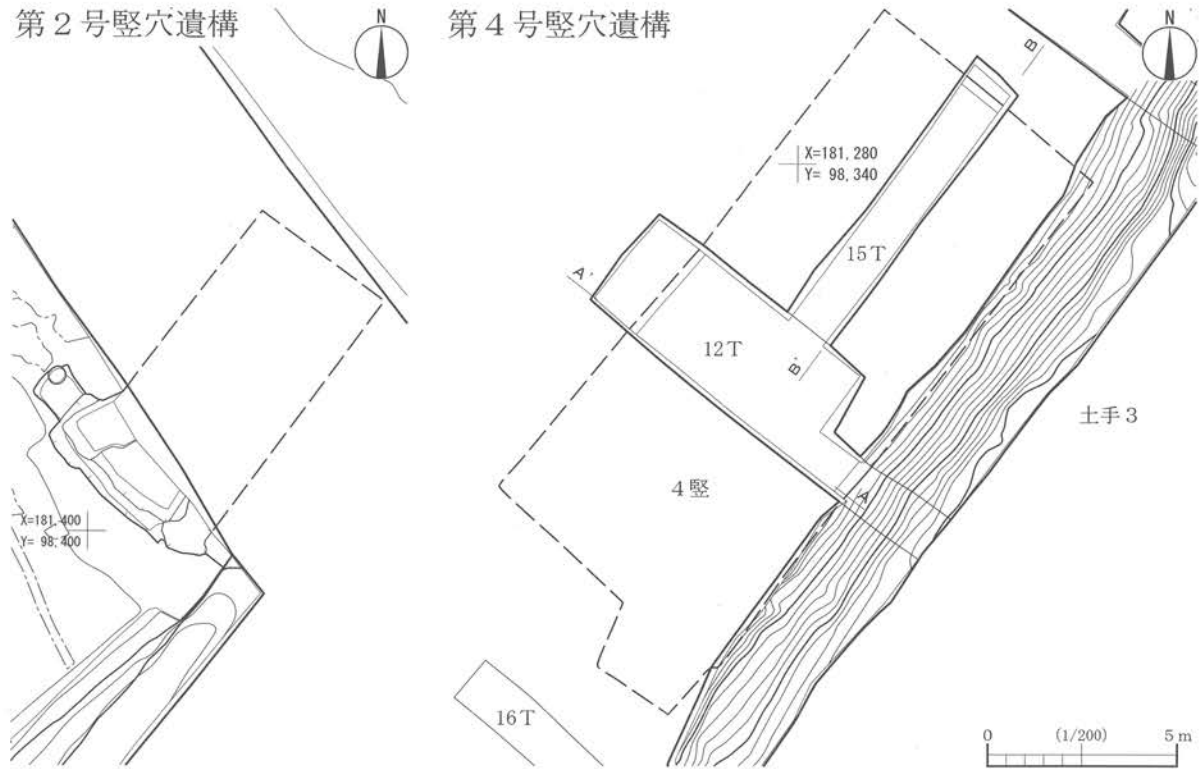 第2号竪穴遺構
N
X=181,400
Y= 98,400
第4号竪穴遺構
N
B
X=181,280
Y= 98,340
15T
A'
12T
B'
土手3
4竪
A
16T
0 (1/200) 5m